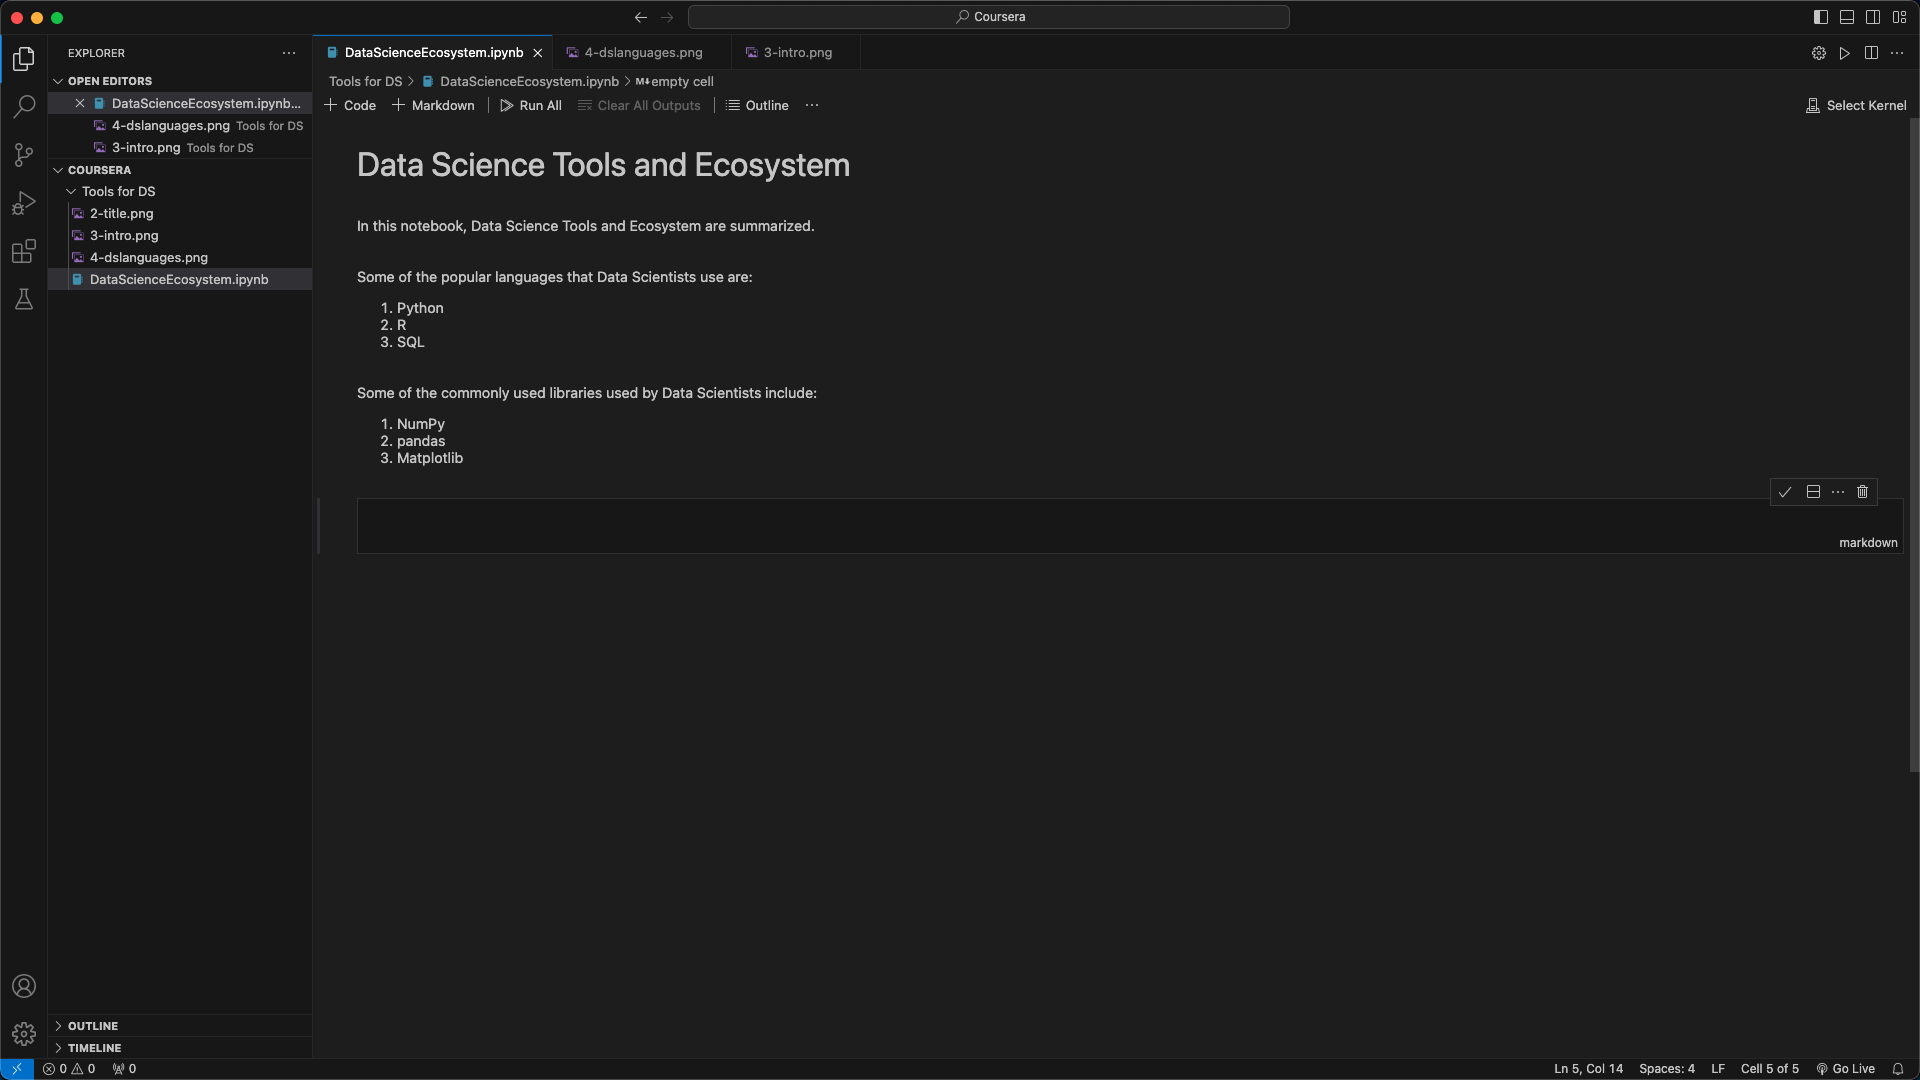 Coursera
EXPLORER
DataScienceEcosystem.ipynb
4-dslanguages.png
3-intro.png
OPEN EDITORS
Tools for DS > DataScienceEcosystem.ipynb > M↓empty cell
DataScienceEcosystem.ipynb...
Code
Markdown
Run All
Clear All Outputs
Outline
Select Kernel
4-dslanguages.png Tools for DS
3-intro.png Tools for DS
COURSERA
Tools for DS
2-title.png
3-intro.png
4-dslanguages.png
DataScienceEcosystem.ipynb
Data Science Tools and Ecosystem
In this notebook, Data Science Tools and Ecosystem are summarized.
Some of the popular languages that Data Scientists use are:
1. Python
2. R
3. SQL
Some of the commonly used libraries used by Data Scientists include:
1. NumPy
2. pandas
3. Matplotlib
markdown
OUTLINE
TIMELINE
0 0 0
Ln 5, Col 14
Spaces: 4
LF
Cell 5 of 5
Go Live